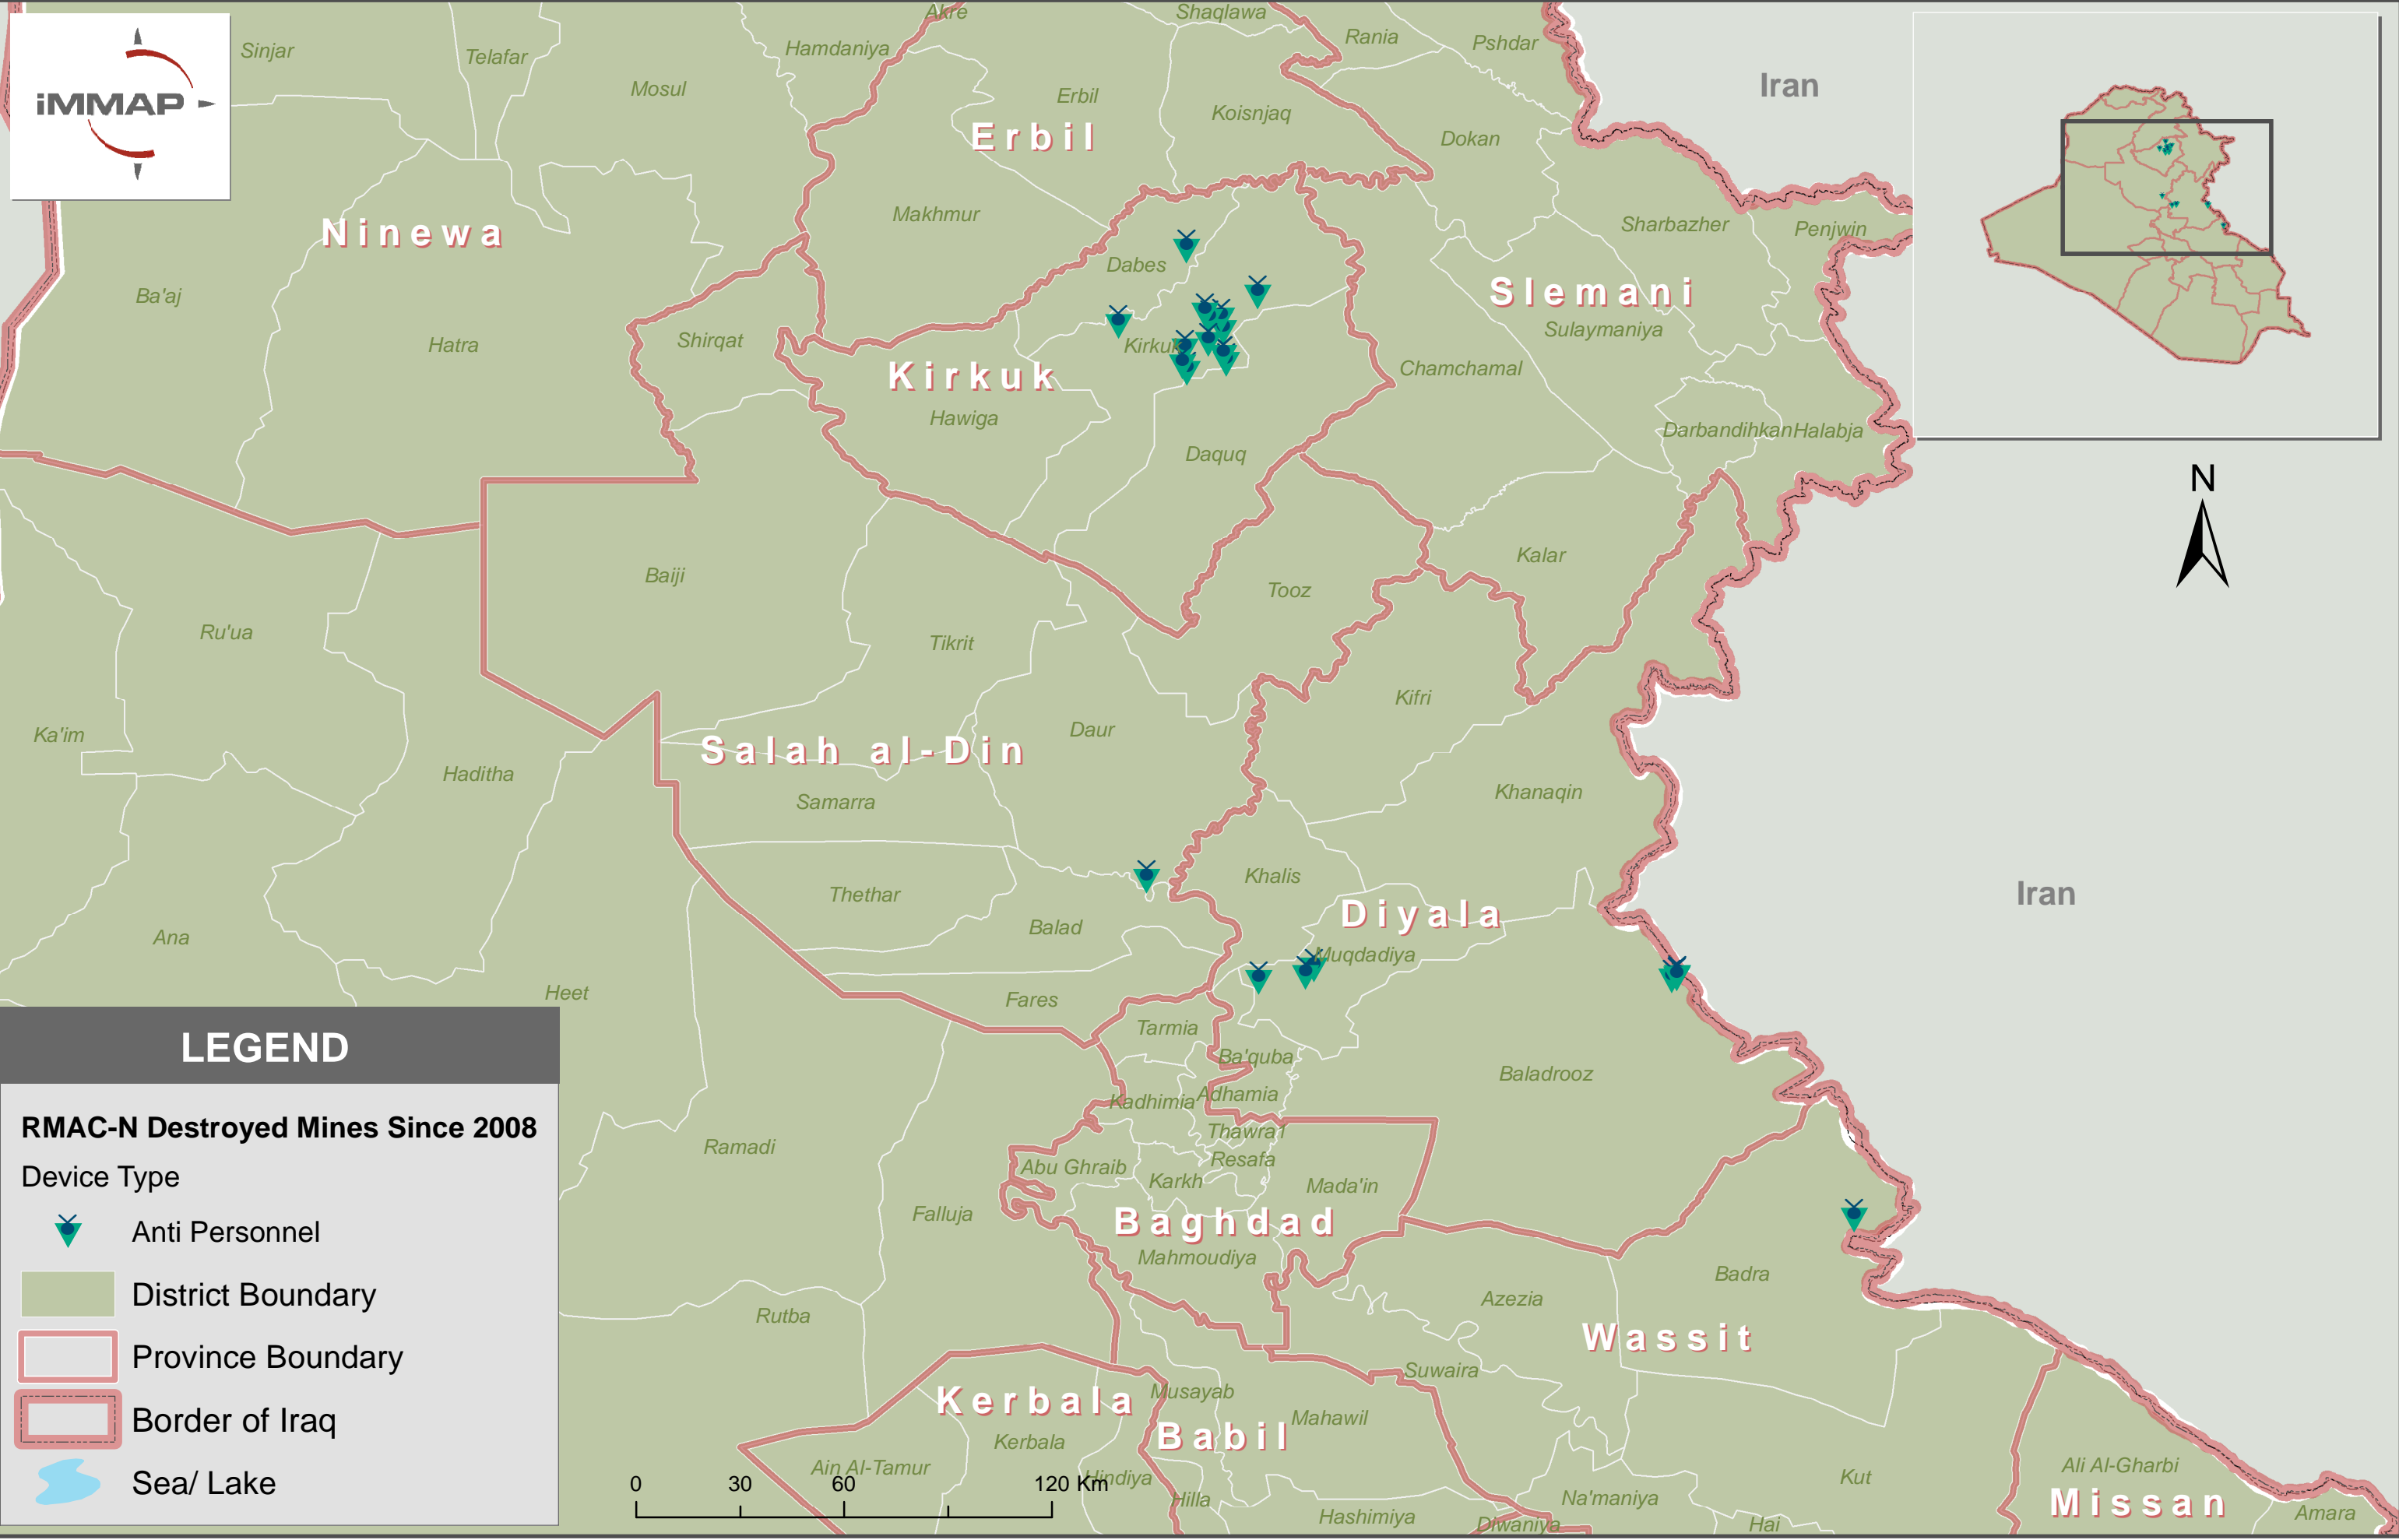 Akre
Shaqlawa
Sinjar
Telafar
Hamdaniya
Rania
Pshdar
Iran
iMMAP
Mosul
Erbil
Koisnjaq
Erbil
Dokan
Ninewa
Makhmur
Sharbazher
Penjwin
Dabes
Ba'aj
Slemani
Hatra
Shirqat
Kirkuk
Sulaymaniya
Kirkuk
Chamchamal
Hawiga
Darbandihkan
Halabja
Daquq
N
Baiji
Kalar
Tooz
Ru'ua
Tikrit
Kifri
Ka'im
Daur
Salah al-Din
Haditha
Samarra
Khanaqin
Khalis
Thethar
Iran
Diyala
Balad
Ana
Muqdadiya
Heet
Fares
Tarmia
LEGEND
Ba'quba
Baladrooz
Kadhimia
Adhamia
RMAC-N Destroyed Mines Since 2008
Thawra1
Ramadi
Resafa
Abu Ghraib
Device Type
Karkh
Mada'in
Falluja
Baghdad
Anti Personnel
Mahmoudiya
Badra
District Boundary
Azezia
Rutba
Wassit
Province Boundary
Suwaira
Musayab
Kerbala
Mahawil
Border of Iraq
Babil
Kerbala
Ain Al-Tamur
Ali Al-Gharbi
Hindiya
Kut
Sea/ Lake
0 30 60 120 Km
Hilla
Na'maniya
Missan
Hashimiya
Diwaniya
Hai
Amara